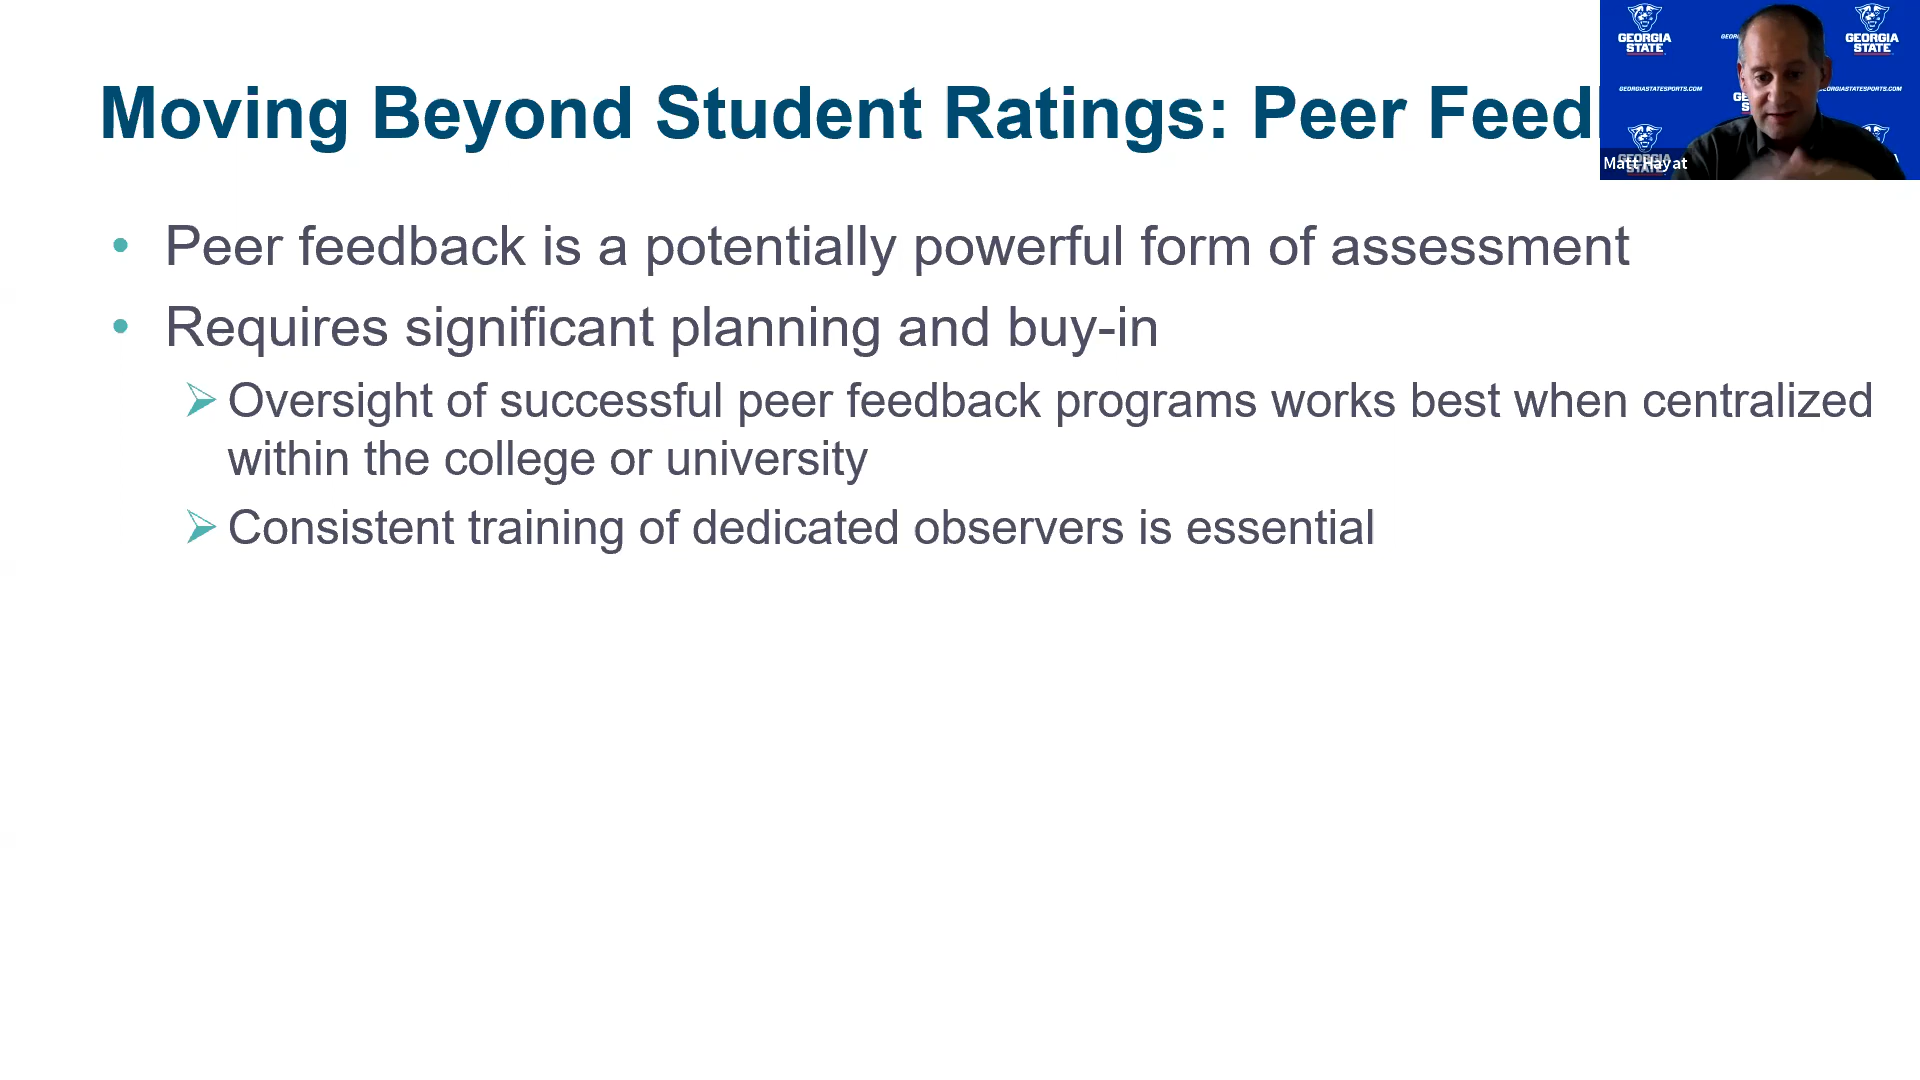 Moving Beyond Student Ratings: Peer Feed
• Peer feedback is a potentially powerful form of assessment
• Requires significant planning and buy-in
➢ Oversight of successful peer feedback programs works best when centralized
within the college or university
➢ Consistent training of dedicated observers is essential
GEORGIA
STATE
GEORGIA
STATE
GEORGIASTATESPORTS.COM
GEORGIASTATESPORTS.COM
Matt Hayat